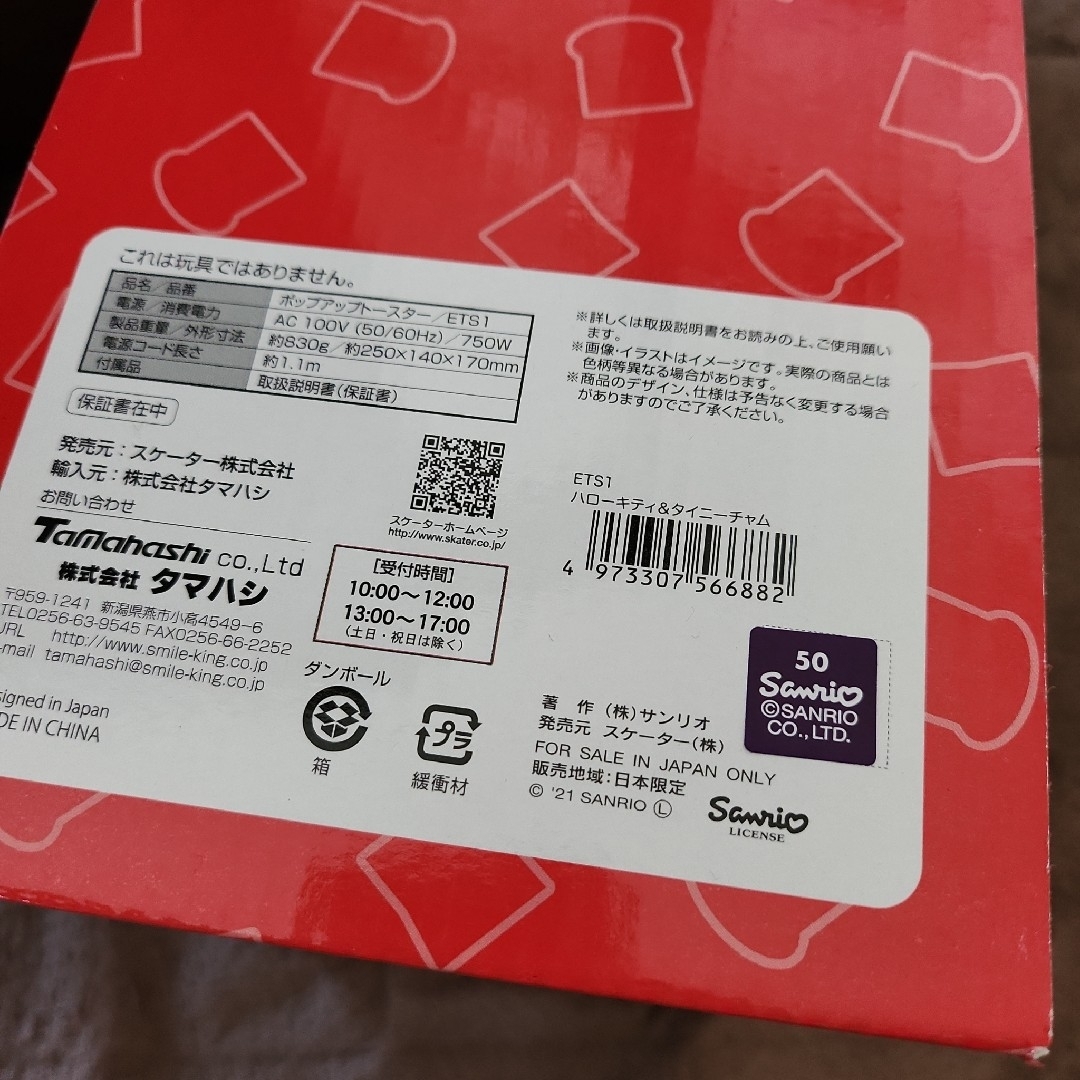 これは玩具ではありません。
品名／品番 ポップアップトースター／ETS1
電源／消費電力 AC 100V (50/60Hz)／750W
製品重量／外形寸法 約830g／約250×140×170mm
電源コード長さ 約1.1m
付属品 取扱説明書(保証書)
保証書在中
発売元：スケーター株式会社
輸入元：株式会社タマハシ
お問い合わせ
Tamahashi CO.,Ltd
株式会社 タマハシ
〒959-1241 新潟県燕市小高4549-6
TEL0256-63-9545 FAX0256-66-2252
URL http://www.smile-king.co.jp
e-mail tamahashi@smile-king.co.jp
signed in Japan
DE IN CHINA
スケーターホームページ
http://www.skater.co.jp/
[受付時間]
10:00〜12:00
13:00〜17:00
(土日・祝日は除く)
ダンボール
箱
プラ
緩衝材
※詳しくは取扱説明書をお読みの上、ご使用願い
ます。
※画像・イラストはイメージです。実際の商品とは
色柄等異なる場合があります。
※商品のデザイン、仕様は予告なく変更する場合
がありますのでご了承ください。
ETS1
ハローキティ&タイニーチャム
4 973307 566882
50
Sanrio
©SANRIO
CO.,LTD.
著 作 (株)サンリオ
発売元 スケーター(株)
FOR SALE IN JAPAN ONLY
販売地域：日本限定
© '21 SANRIO Ⓛ
Sanrio
LICENSE